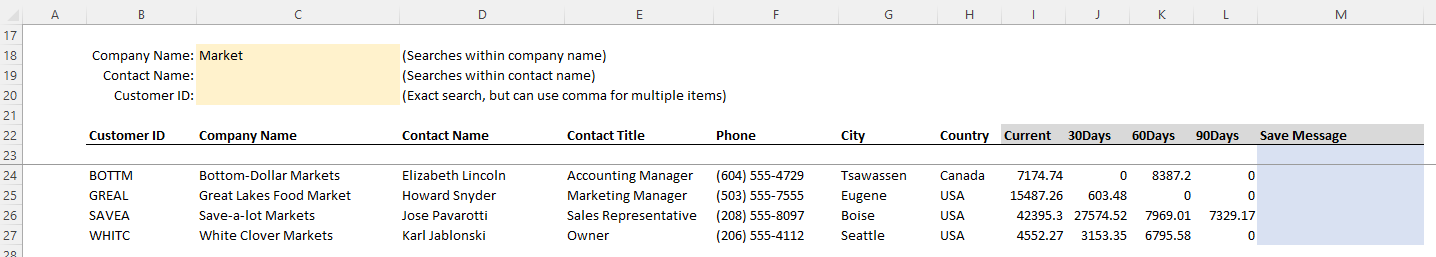 A B C D E F G H I J K L M
17
18 Company Name: Market (Searches within company name)
19 Contact Name: (Searches within contact name)
20 Customer ID: (Exact search, but can use comma for multiple items)
21
22 Customer ID Company Name Contact Name Contact Title Phone City Country Current 30Days 60Days 90Days Save Message
23
24 BOTTM Bottom-Dollar Markets Elizabeth Lincoln Accounting Manager (604) 555-4729 Tsawassen Canada 7174.74 0 8387.2 0
25 GREAL Great Lakes Food Market Howard Snyder Marketing Manager (503) 555-7555 Eugene USA 15487.26 603.48 0 0
26 SAVEA Save-a-lot Markets Jose Pavarotti Sales Representative (208) 555-8097 Boise USA 42395.3 27574.52 7969.01 7329.17
27 WHITC White Clover Markets Karl Jablonski Owner (206) 555-4112 Seattle USA 4552.27 3153.35 6795.58 0
28